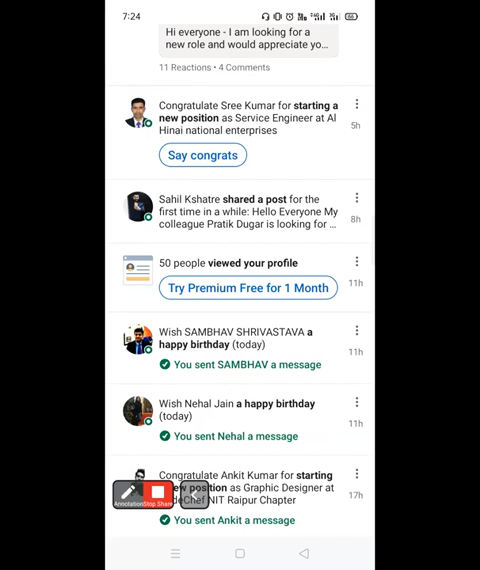 7:24
Hi everyone - I am looking for a
new role and would appreciate yo...
11 Reactions • 4 Comments
Congratulate Sree Kumar for starting a
new position as Service Engineer at Al
Hinai national enterprises
5h
Say congrats
Sahil Kshatre shared a post for the
first time in a while: Hello Everyone My
colleague Pratik Dugar is looking for ...
8h
50 people viewed your profile
11h
Try Premium Free for 1 Month
Wish SAMBHAV SHRIVASTAVA a
happy birthday (today)
11h
You sent SAMBHAV a message
Wish Nehal Jain a happy birthday
(today)
11h
You sent Nehal a message
Congratulate Ankit Kumar for starting
position as Graphic Designer at
NIT Raipur Chapter
17h
Annotation Stop Share
You sent Ankit a message